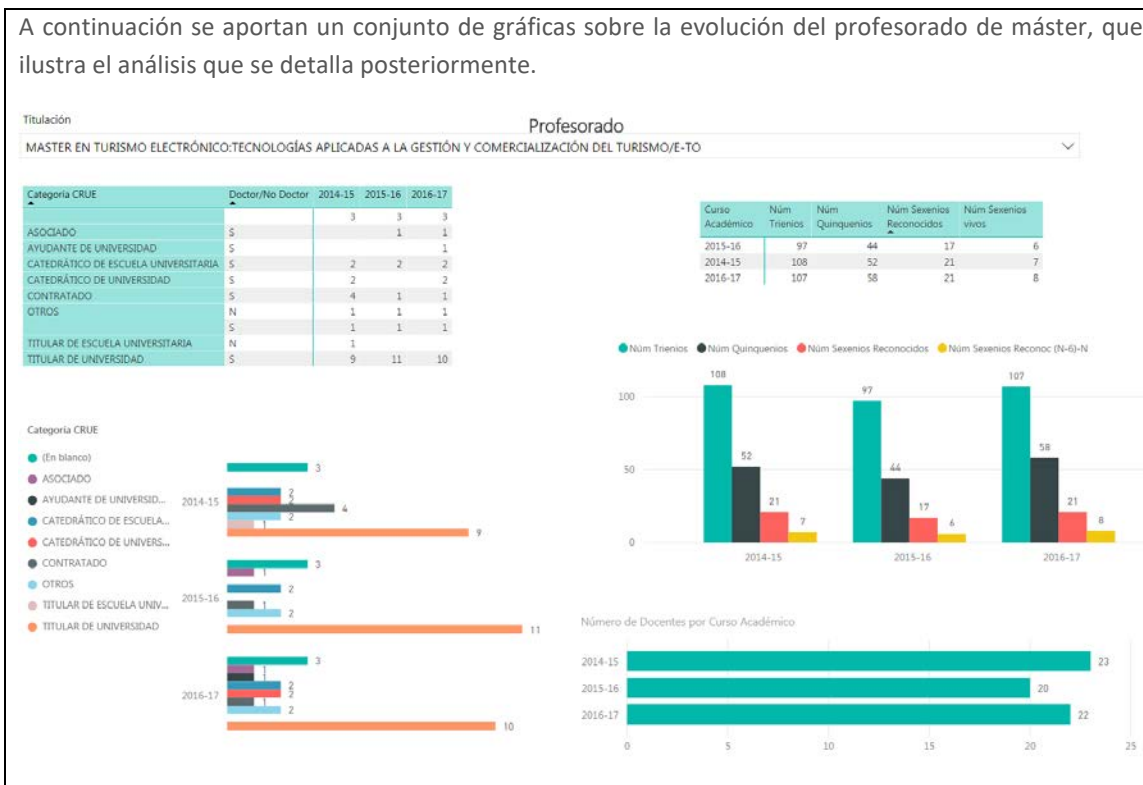 A continuación se aportan un conjunto de gráficas sobre la evolución del profesorado de máster, que
ilustra el análisis que se detalla posteriormente.
Titulación
Profesorado
MASTER EN TURISMO ELECTRÓNICO:TECNOLOGÍAS APLICADAS A LA GESTIÓN Y COMERCIALIZACIÓN DEL TURISMO/E-TO
Categoria CRUE Doctor/No Doctor 2014-15 2015-16 2016-17
3 3 3
ASOCIADO S 1 1
AYUDANTE DE UNIVERSIDAD S 1
CATEDRÁTICO DE ESCUELA UNIVERSITARIA S 2 2 2
CATEDRÁTICO DE UNIVERSIDAD S 2 2
CONTRATADO S 4 1 1
OTROS N 1 1 1
S 1 1 1
TITULAR DE ESCUELA UNIVERSITARIA N 1
TITULAR DE UNIVERSIDAD S 9 11 10
Curso Académico Núm Trienios Núm Quinquenios Núm Sexenios Reconocidos Núm Sexenios vivos
2015-16 97 44 17 6
2014-15 108 52 21 7
2016-17 107 58 21 8
Categoria CRUE
(En blanco)
ASOCIADO
AYUDANTE DE UNIVERSID...
CATEDRÁTICO DE ESCUELA...
CATEDRÁTICO DE UNIVERS...
CONTRATADO
OTROS
TITULAR DE ESCUELA UNIV...
TITULAR DE UNIVERSIDAD
2014-15
3
2
2
4
2
1
9
2015-16
3
1
2
1
2
11
2016-17
3
1
1
2
2
1
2
10
Núm Trienios Núm Quinquenios Núm Sexenios Reconocidos Núm Sexenios Reconoc (N-6)-N
100
50
0
108 52 21 7
97 44 17 6
107 58 21 8
2014-15 2015-16 2016-17
Número de Docentes por Curso Académico
2014-15 23
2015-16 20
2016-17 22
0 5 10 15 20 25